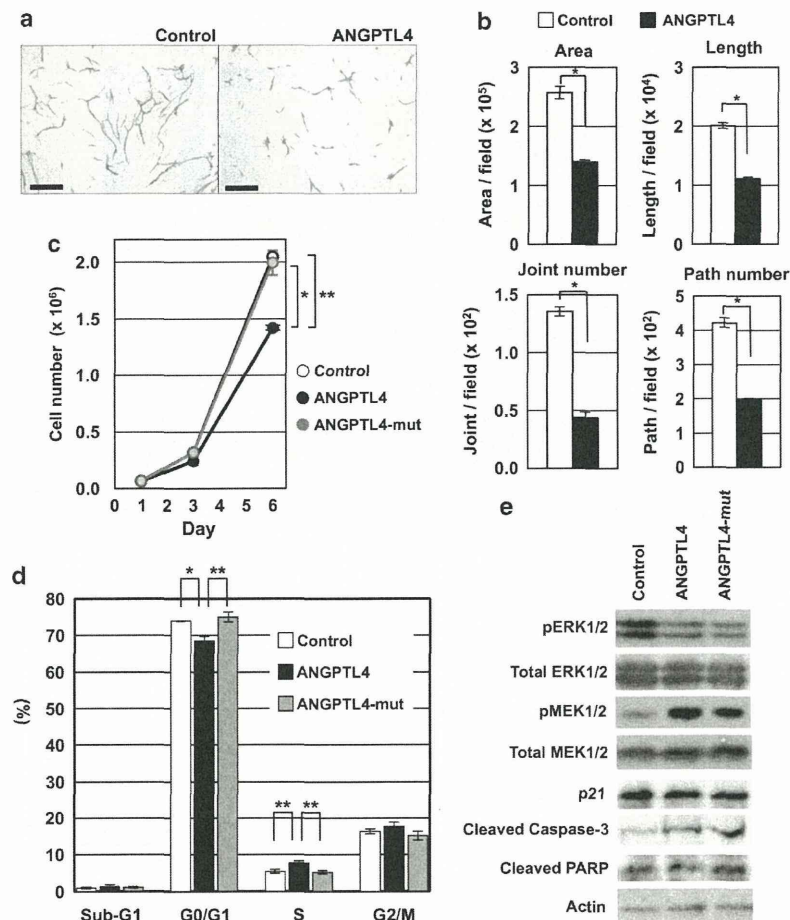 a
Control ANGPTL4
b
Control ANGPTL4
Area
Area / field (x 10⁵)
3
2
1
0
*
Length
Length / field (x 10⁴)
3
2
1
0
*
Joint number
Joint / field (x 10²)
1.5
1.0
0.5
0.0
*
Path number
Path / field (x 10²)
5
4
3
2
1
0
*
c
Cell number (x 10⁶)
2.0
1.5
1.0
0.5
0.0
0 1 2 3 4 5 6
Day
* **
Control
ANGPTL4
ANGPTL4-mut
d
(%)
80
70
60
50
40
30
20
10
0
* **
** **
Control
ANGPTL4
ANGPTL4-mut
Sub-G1 G0/G1 S G2/M
e
Control
ANGPTL4
ANGPTL4-mut
pERK1/2
Total ERK1/2
pMEK1/2
Total MEK1/2
p21
Cleaved Caspase-3
Cleaved PARP
Actin